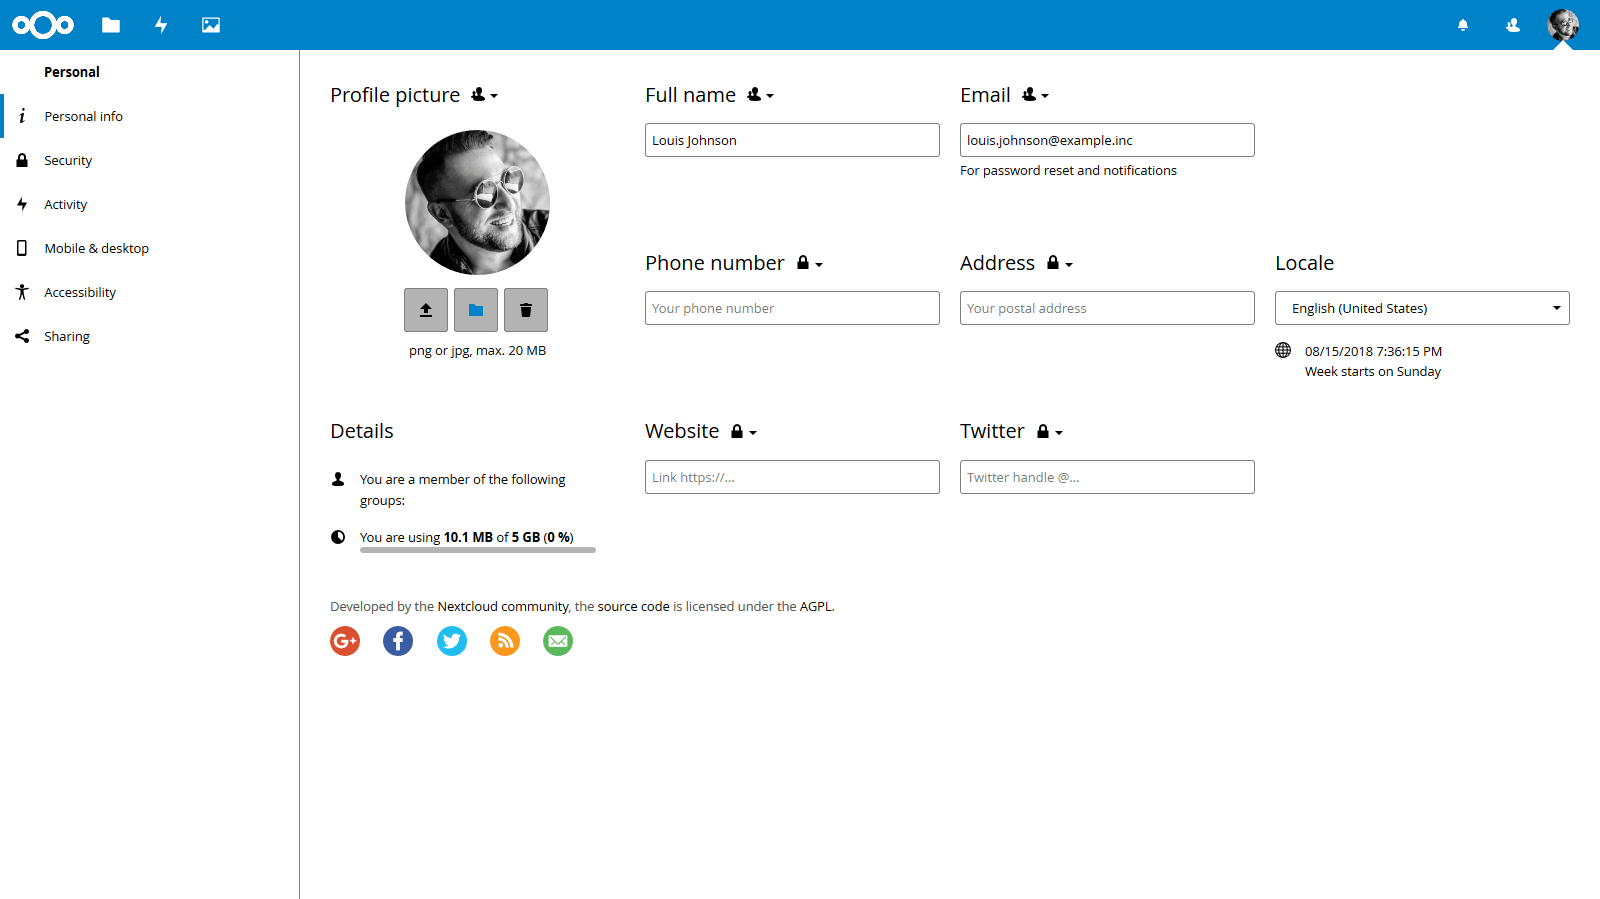 Personal
Personal info
Security
Activity
Mobile & desktop
Accessibility
Sharing
Profile picture
png or jpg, max. 20 MB
Full name
Louis Johnson
Email
louis.johnson@example.inc
For password reset and notifications
Phone number
Your phone number
Address
Your postal address
Locale
English (United States)
08/15/2018 7:36:15 PM
Week starts on Sunday
Details
You are a member of the following
groups:
You are using 10.1 MB of 5 GB (0 %)
Website
Link https://...
Twitter
Twitter handle @...
Developed by the Nextcloud community, the source code is licensed under the AGPL.
G+